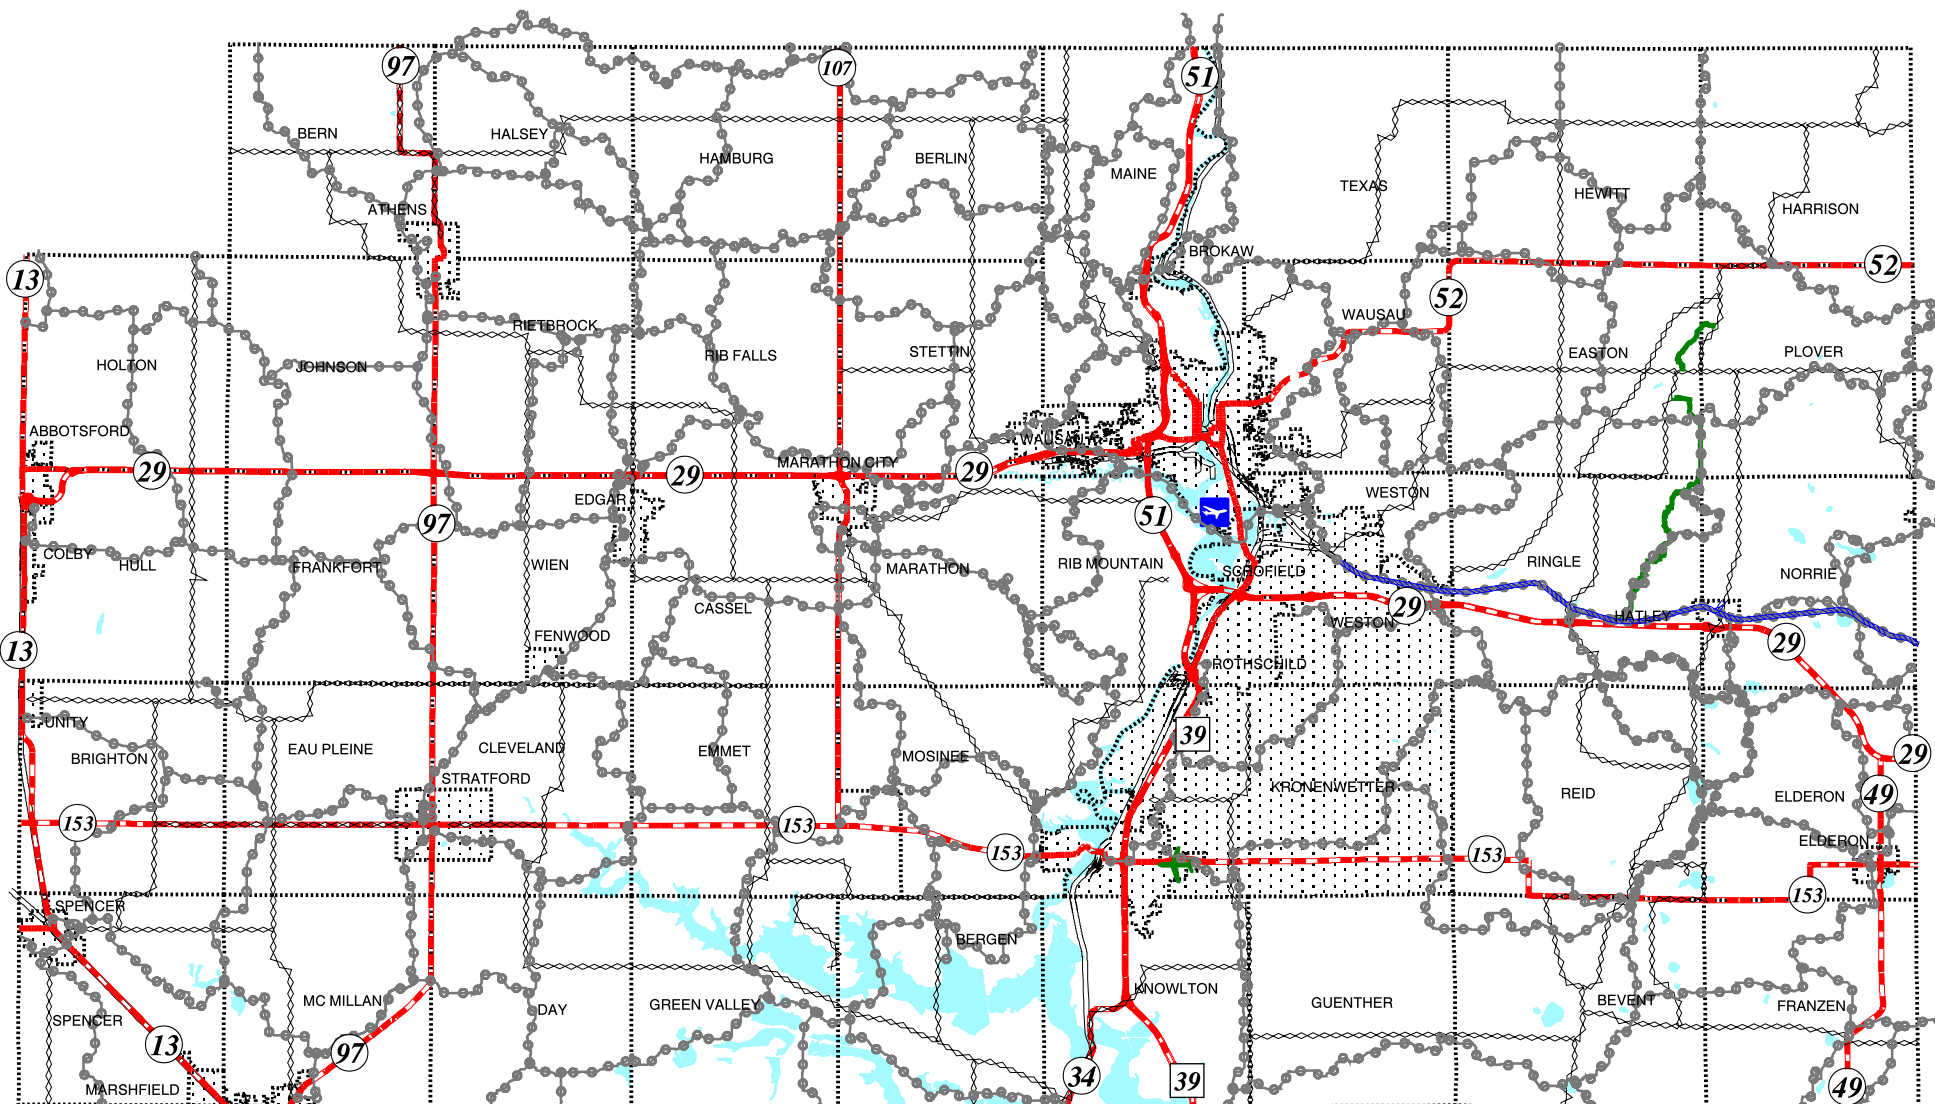 97
107
51
BERN
HALSEY
HAMBURG
BERLIN
MAINE
TEXAS
HEWITT
HARRISON
ATHENS
BROKAW
13
52
52
RIETBROCK
WAUSAU
HOLTON
JOHNSON
RIB FALLS
STETTIN
EASTON
PLOVER
ABBOTSFORD
WAUSAU
29
29
MARATHON CITY
29
EDGAR
WESTON
97
51
COLBY
HULL
FRANKFORT
WIEN
MARATHON
RIB MOUNTAIN
SCHOFIELD
RINGLE
NORRIE
CASSEL
29
WESTON
HATLEY
FENWOOD
13
29
ROTHSCHILD
UNITY
BRIGHTON
EAU PLEINE
CLEVELAND
EMMET
MOSINEE
39
29
STRATFORD
KRONENWETTER
REID
ELDERON
49
153
153
153
153
ELDERON
153
SPENCER
BERGEN
MC MILLAN
DAY
GREEN VALLEY
KNOWLTON
GUENTHER
BEVENT
FRANZEN
SPENCER
13
97
34
39
49
MARSHFIELD